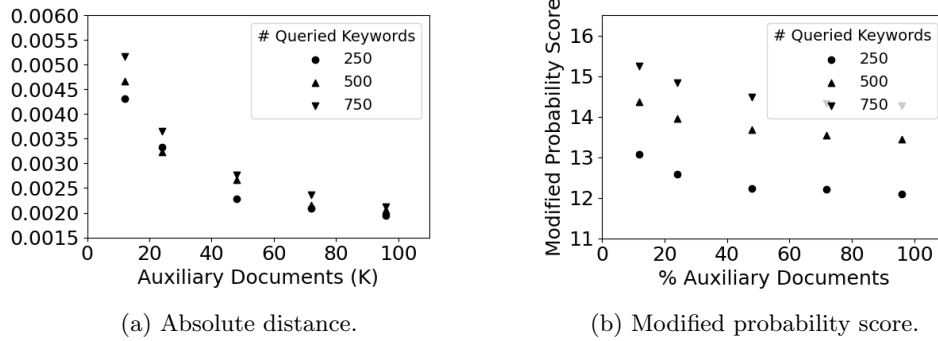 0.0060
0.0055
0.0050
0.0045
0.0040
0.0035
0.0030
0.0025
0.0020
0.0015
0 20 40 60 80 100
Auxiliary Documents (K)
# Queried Keywords
250
500
750
(a) Absolute distance.
Modified Probability Score
16
15
14
13
12
11
0 20 40 60 80 100
% Auxiliary Documents
# Queried Keywords
250
500
750
(b) Modified probability score.